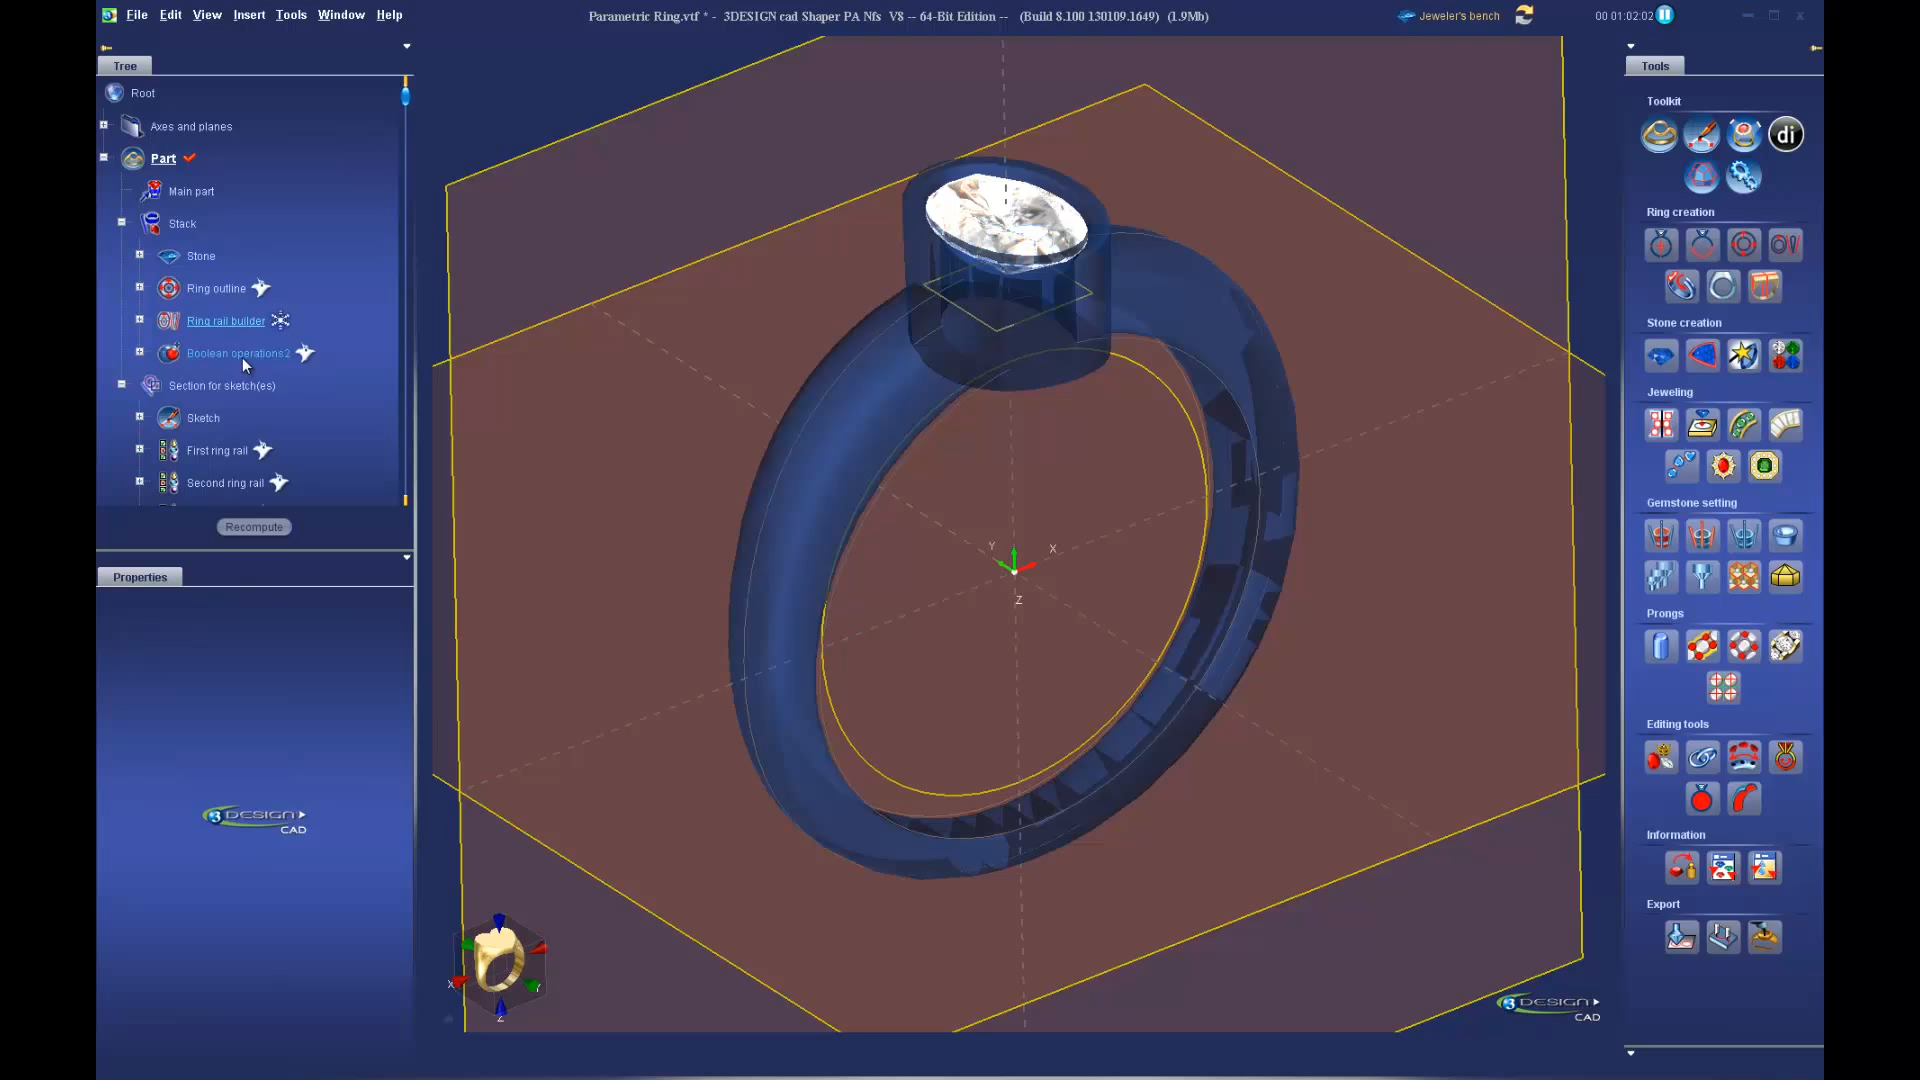 File Edit View Insert Tools Window Help
Parametric Ring.vtf * - 3DESIGN cad Shaper PA Nfs V8 -- 64-Bit Edition -- (Build 8.100 130109.1649) (1.9Mb)
Jeweler's bench
00 01:02:02
Tree
Root
Axes and planes
Part
Main part
Stack
Stone
Ring outline
Ring rail builder
Boolean operations2
Section for sketch(es)
Sketch
First ring rail
Second ring rail
Recompute
Properties
3DESIGN
CAD
Y X
Z
X Y
Z
3DESIGN
CAD
Tools
Toolkit
di
Ring creation
Stone creation
Jeweling
Gemstone setting
Prongs
Editing tools
Information
Export